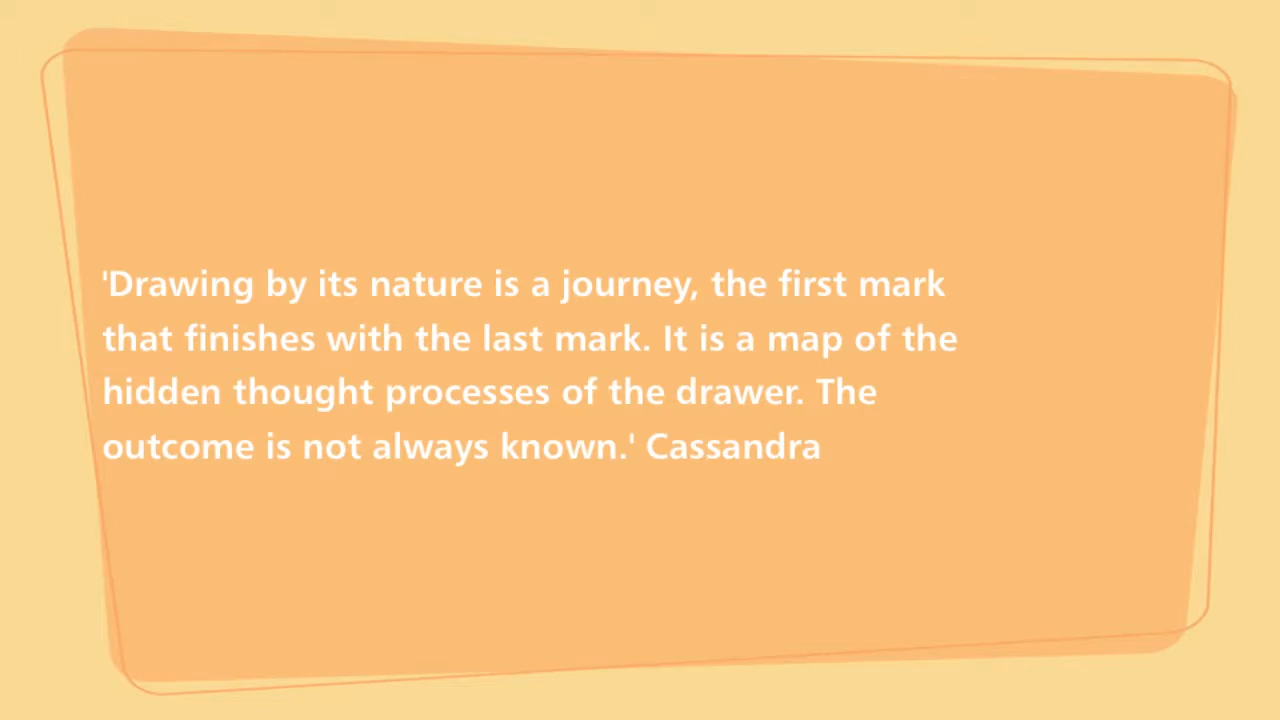 'Drawing by its nature is a journey, the first mark
that finishes with the last mark. It is a map of the
hidden thought processes of the drawer. The
outcome is not always known.' Cassandra